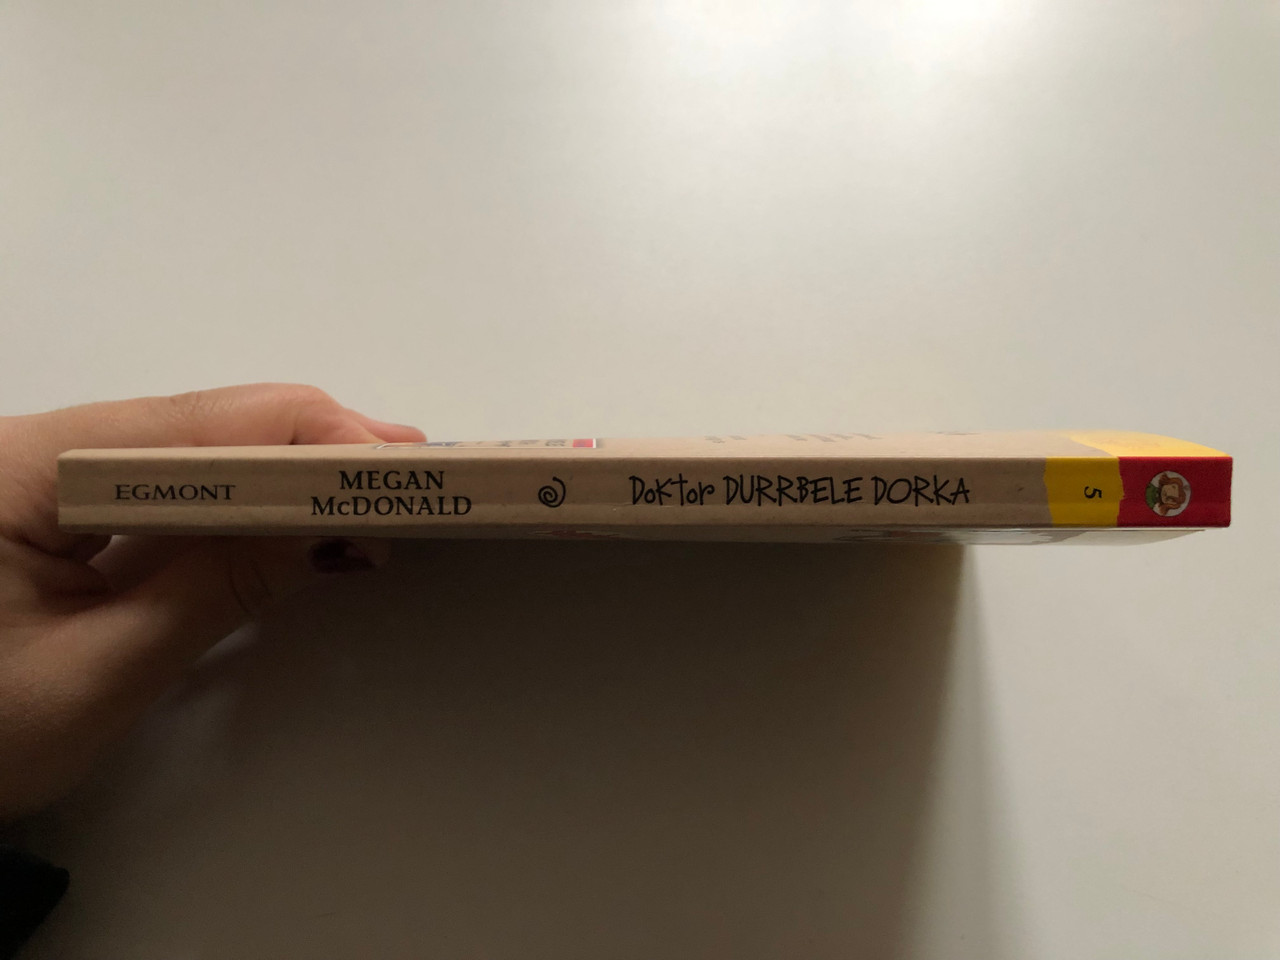 EGMONT
MEGAN
McDONALD
DoKtor DURRBELE DORKA
5